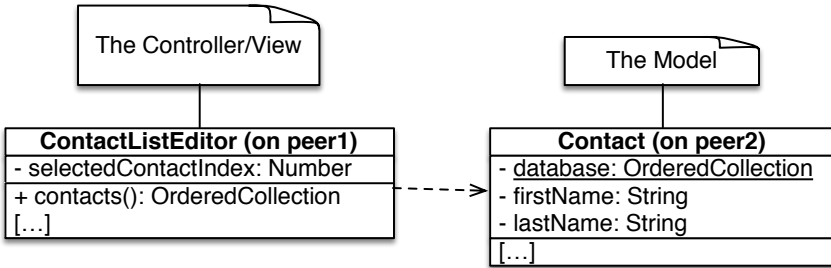 The Controller/View
The Model
ContactListEditor (on peer1)
- selectedContactIndex: Number
+ contacts(): OrderedCollection
[...]
Contact (on peer2)
- database: OrderedCollection
- firstName: String
- lastName: String
[...]